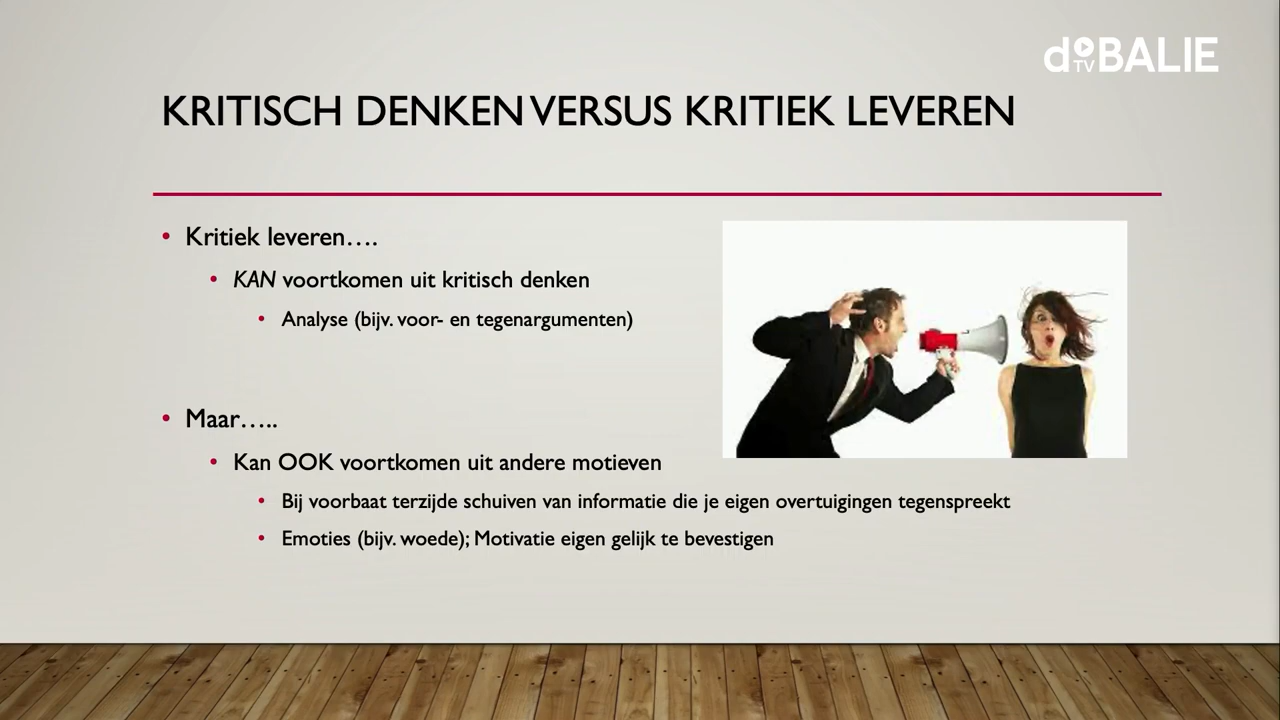 de BALIE
TV
KRITISCH DENKEN VERSUS KRITIEK LEVEREN
• Kritiek leveren….
• KAN voortkomen uit kritisch denken
• Analyse (bijv. voor- en tegenargumenten)
• Maar…..
• Kan OOK voortkomen uit andere motieven
• Bij voorbaat terzijde schuiven van informatie die je eigen overtuigingen tegenspreekt
• Emoties (bijv. woede); Motivatie eigen gelijk te bevestigen